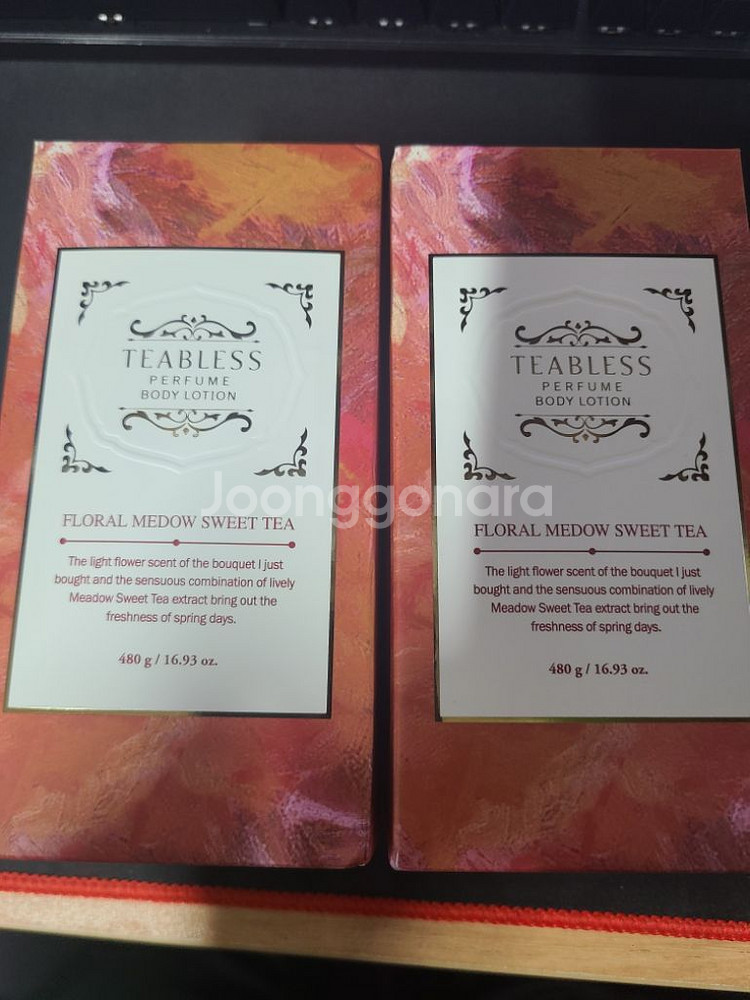 TEABLESS
PERFUME
BODY LOTION
FLORAL MEDOW SWEET TEA
The light flower scent of the bouquet I just
bought and the sensuous combination of lively
Meadow Sweet Tea extract bring out the
freshness of spring days.
480 g / 16.93 oz.
TEABLESS
PERFUME
BODY LOTION
FLORAL MEDOW SWEET TEA
The light flower scent of the bouquet I just
bought and the sensuous combination of lively
Meadow Sweet Tea extract bring out the
freshness of spring days.
480 g / 16.93 oz.
Joonggonara